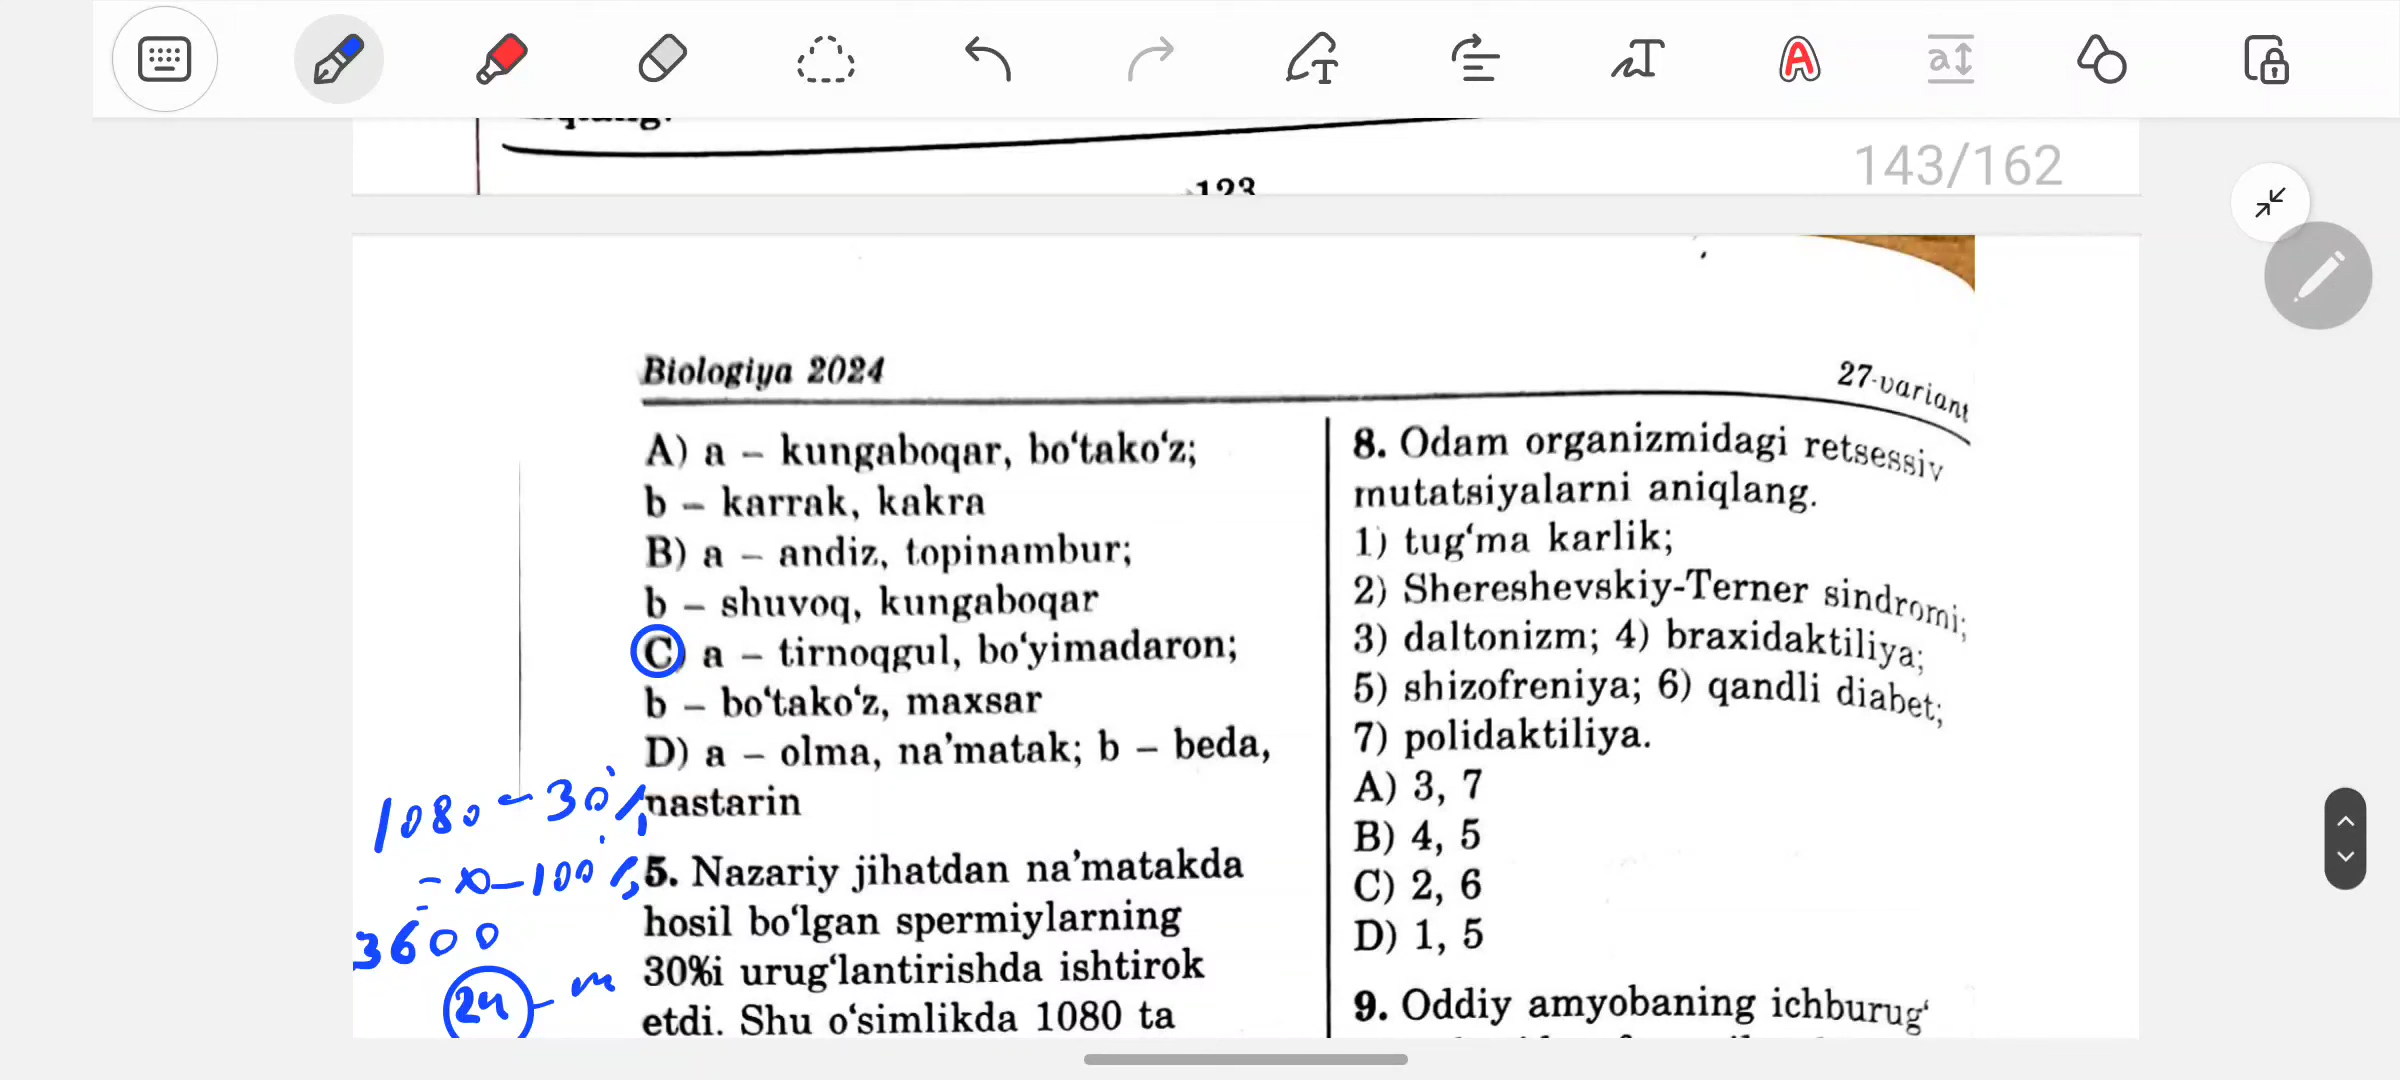 143/162
123
Biologiya 2024
27-variant
A) a – kungaboqar, bo‘tako‘z;
b – karrak, kakra
B) a – andiz, topinambur;
b – shuvoq, kungaboqar
C) a – tirnoqgul, bo‘yimadaron;
b – bo‘tako‘z, maxsar
D) a – olma, na’matak; b – beda,
nastarin
1080 – 30%
x – 100%
3600
24 – m
5. Nazariy jihatdan na’matakda
hosil bo‘lgan spermiylarning
30%i urug‘lantirishda ishtirok
etdi. Shu o‘simlikda 1080 ta
8. Odam organizmidagi retsessiv
mutatsiyalarni aniqlang.
1) tug‘ma karlik;
2) Shereshevskiy-Terner sindromi;
3) daltonizm; 4) braxidaktiliya;
5) shizofreniya; 6) qandli diabet;
7) polidaktiliya.
A) 3, 7
B) 4, 5
C) 2, 6
D) 1, 5
9. Oddiy amyobaning ichburug‘